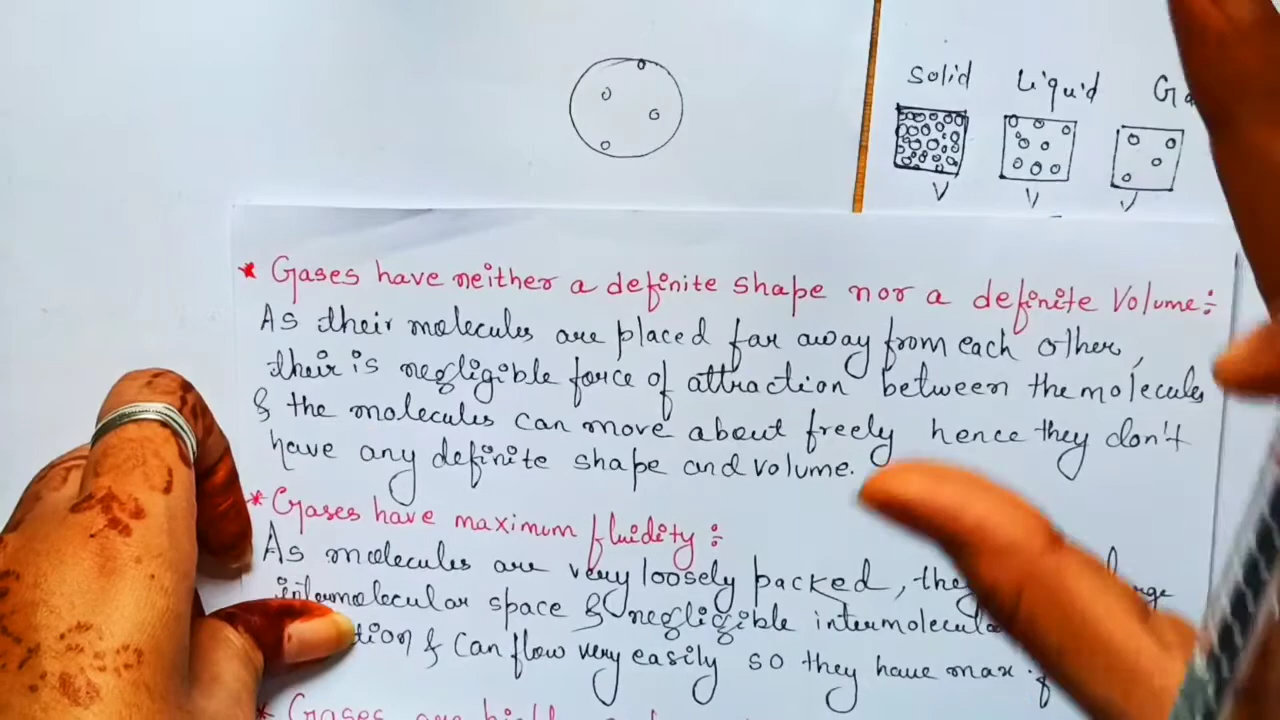 Solid Liquid
V V V
* Gases have neither a definite shape nor a definite Volume:-
As their molecules are placed far away from each other,
their is negligible force of attraction between the molecules
& the molecules can move about freely hence they don't
have any definite shape and volume.
* Gases have maximum fluidity :-
As molecules are very loosely packed,
intermolecular space & negligible
& can flow very easily so they have max.
* Gases are